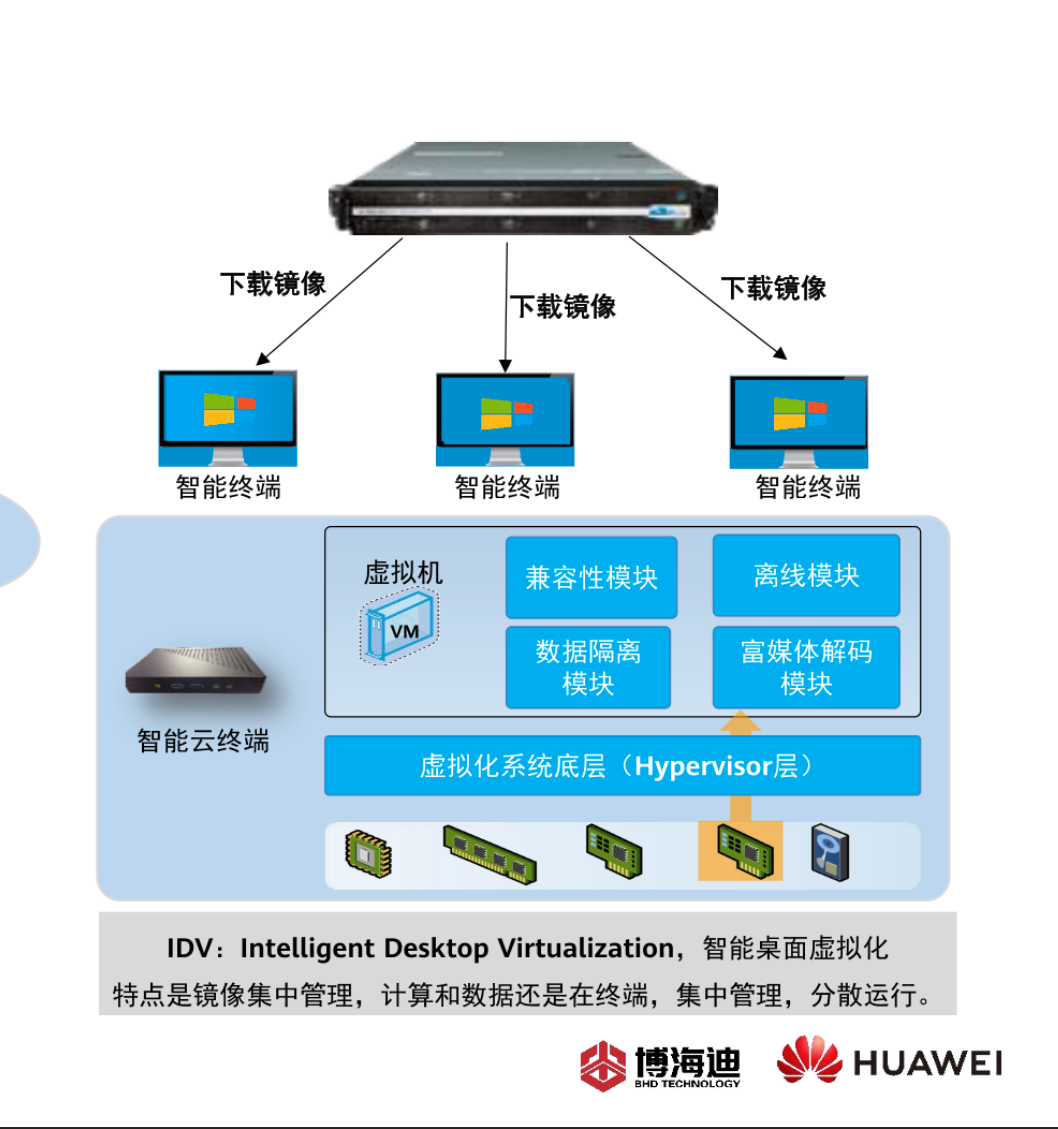 下载镜像
下载镜像
下载镜像
智能终端
智能终端
智能终端
虚拟机
VM
兼容性模块
离线模块
数据隔离
模块
富媒体解码
模块
智能云终端
虚拟化系统底层（Hypervisor层）
IDV：Intelligent Desktop Virtualization，智能桌面虚拟化
特点是镜像集中管理，计算和数据还是在终端，集中管理，分散运行。
博海迪
BHD TECHNOLOGY
HUAWEI